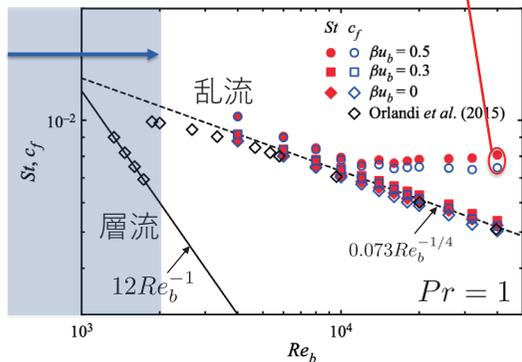 St c_f
βu_b = 0.5
βu_b = 0.3
βu_b = 0
Orlandi et al. (2015)
乱流
10^{-2}
St, c_f
層流
12Re_b^{-1}
0.073Re_b^{-1/4}
Pr = 1
10^3
10^4
Re_b